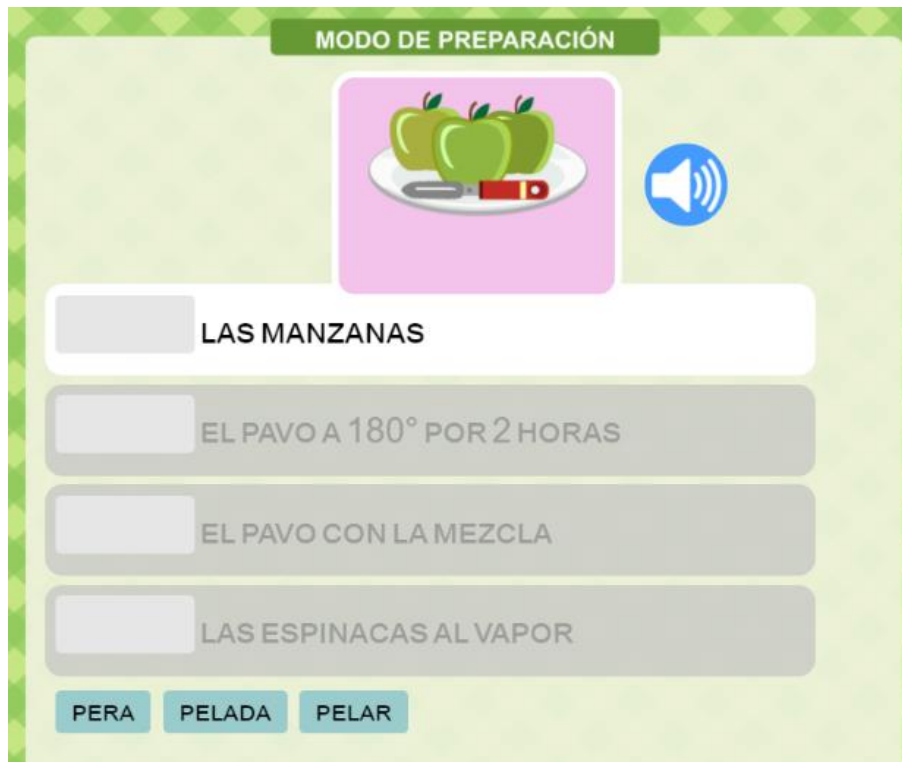 MODO DE PREPARACIÓN
LAS MANZANAS
EL PAVO A 180° POR 2 HORAS
EL PAVO CON LA MEZCLA
LAS ESPINACAS AL VAPOR
PERA PELADA PELAR